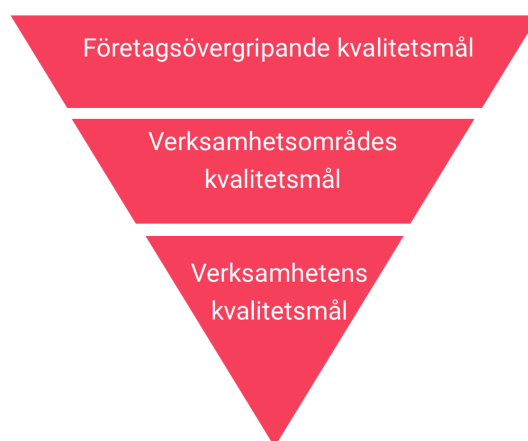 Företagsövergripande kvalitetsmål
Verksamhetsområdes
kvalitetsmål
Verksamhetens
kvalitetsmål